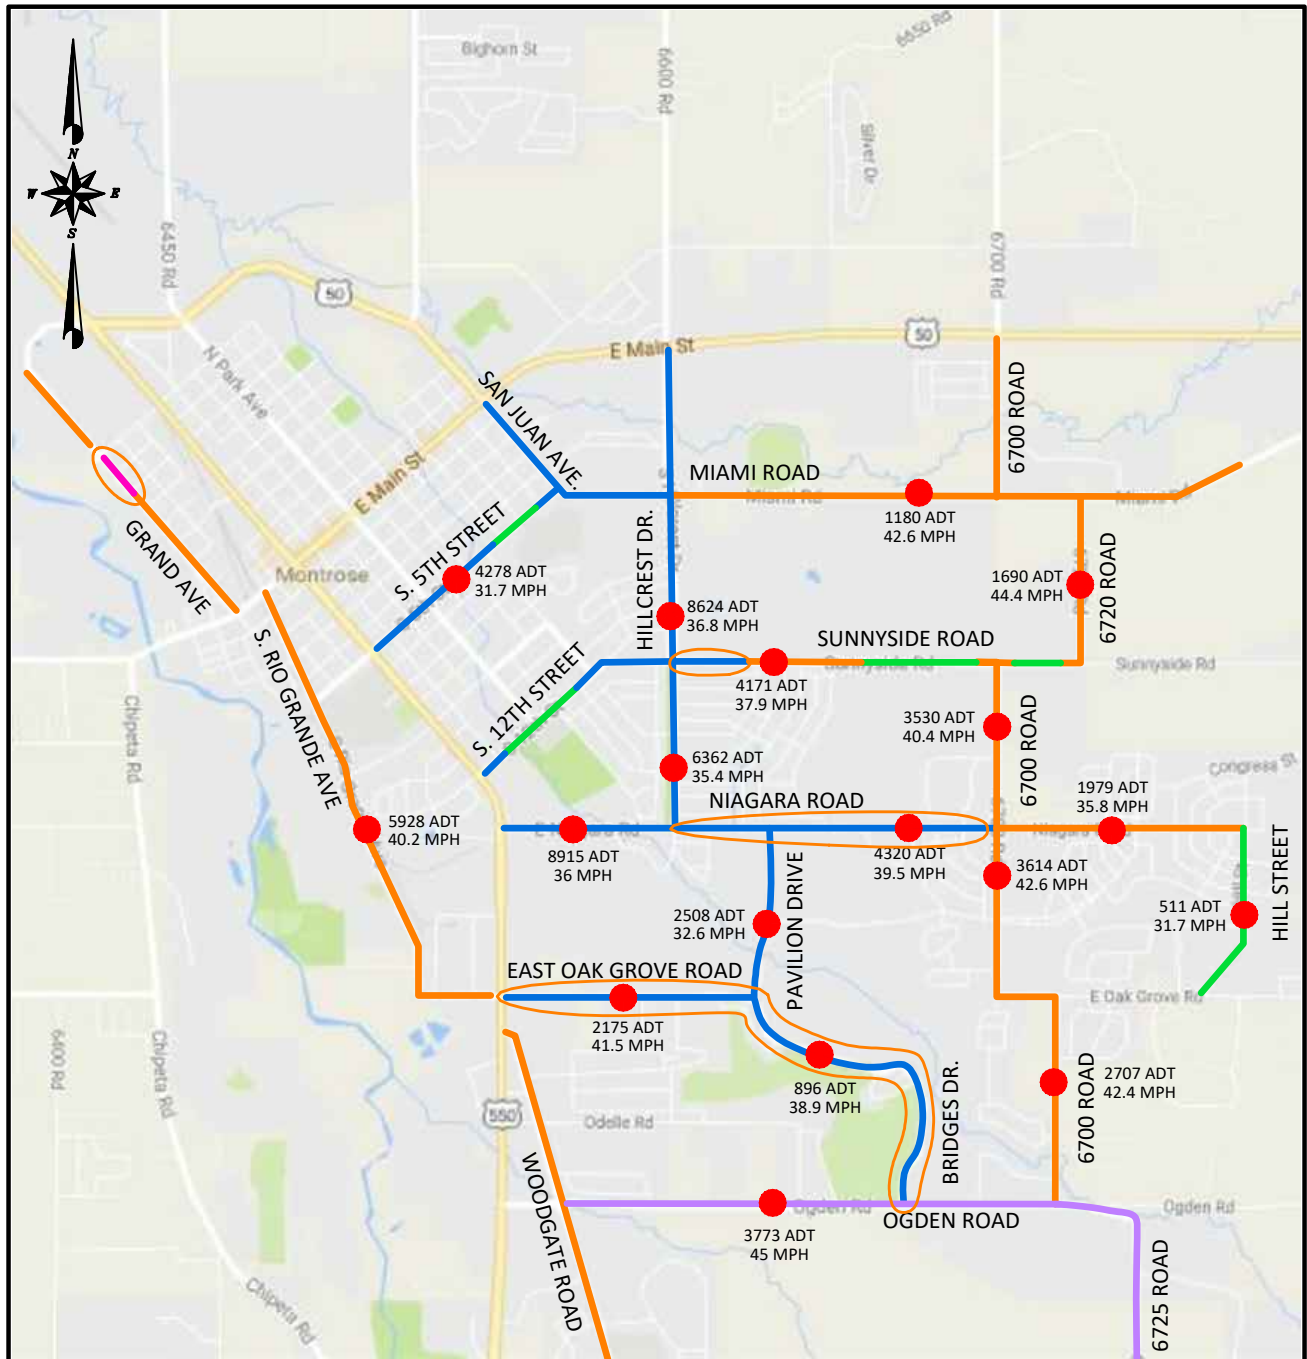 Bighorn St
6650 Rd
6600 Rd
Silver Dr
N
W
E
S
6450 Rd
6700 Rd
50
50
E Main St
N Park Ave
SAN JUAN AVE.
6700 ROAD
MIAMI ROAD
Miami Rd
Miami Rd
E Main St
1180 ADT
42.6 MPH
GRAND AVE
S. 5TH STREET
HILLCREST DR.
Montrose
4278 ADT
31.7 MPH
1690 ADT
44.4 MPH
6720 ROAD
8624 ADT
36.8 MPH
SUNNYSIDE ROAD
Sunnyside Rd
Sunnyside Rd
S. RIO GRANDE AVE
S. 12TH STREET
4171 ADT
37.9 MPH
Chipeta Rd
3530 ADT
40.4 MPH
6700 ROAD
6362 ADT
35.4 MPH
Congress St
1979 ADT
35.8 MPH
NIAGARA ROAD
E Niagara Rd
5928 ADT
40.2 MPH
8915 ADT
36 MPH
4320 ADT
39.5 MPH
3614 ADT
42.6 MPH
PAVILION DRIVE
2508 ADT
32.6 MPH
511 ADT
31.7 MPH
HILL STREET
EAST OAK GROVE ROAD
E Oak Grove Rd
2175 ADT
41.5 MPH
6400 Rd
Chipeta Rd
896 ADT
38.9 MPH
BRIDGES DR.
2707 ADT
42.4 MPH
6700 ROAD
550
Odelle Rd
WOODGATE ROAD
Ogden Rd
Ogden Rd
OGDEN ROAD
3773 ADT
45 MPH
6725 ROAD
Chipeta Rd